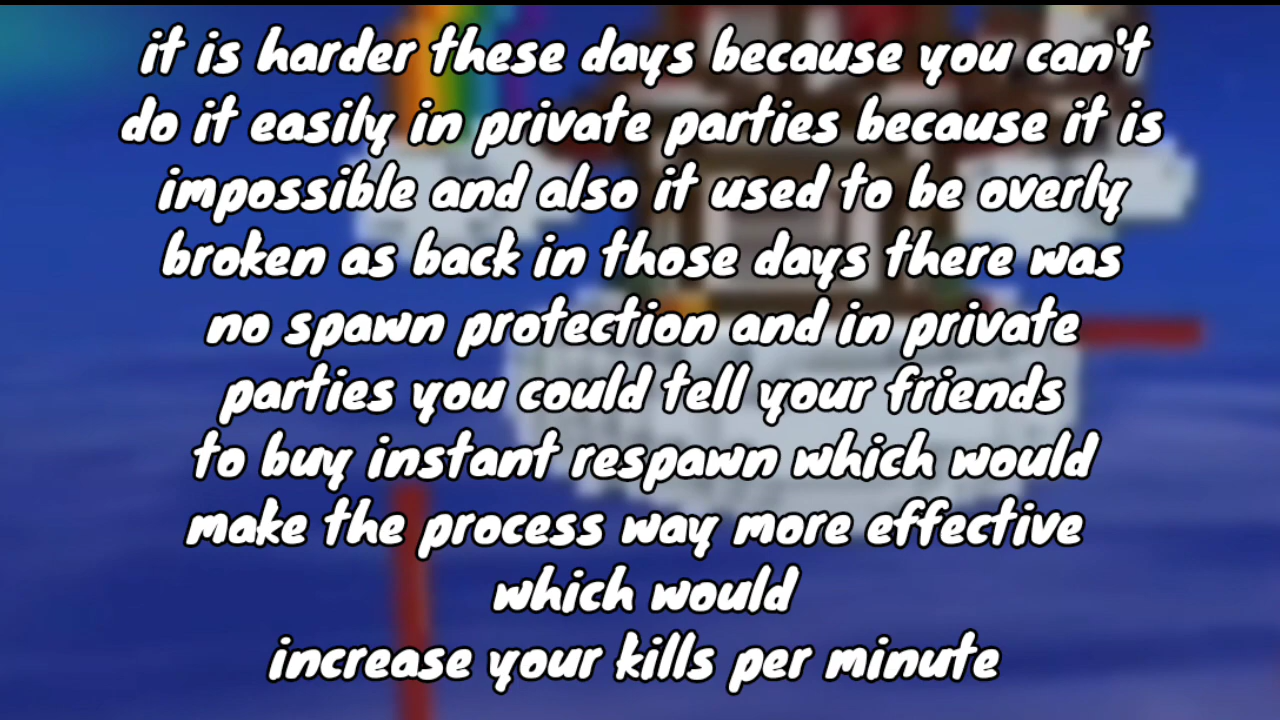 it is harder these days because you can't
do it easily in private parties because it is
impossible and also it used to be overly
broken as back in those days there was
no spawn protection and in private
parties you could tell your friends
to buy instant respawn which would
make the process way more effective
which would
increase your kills per minute